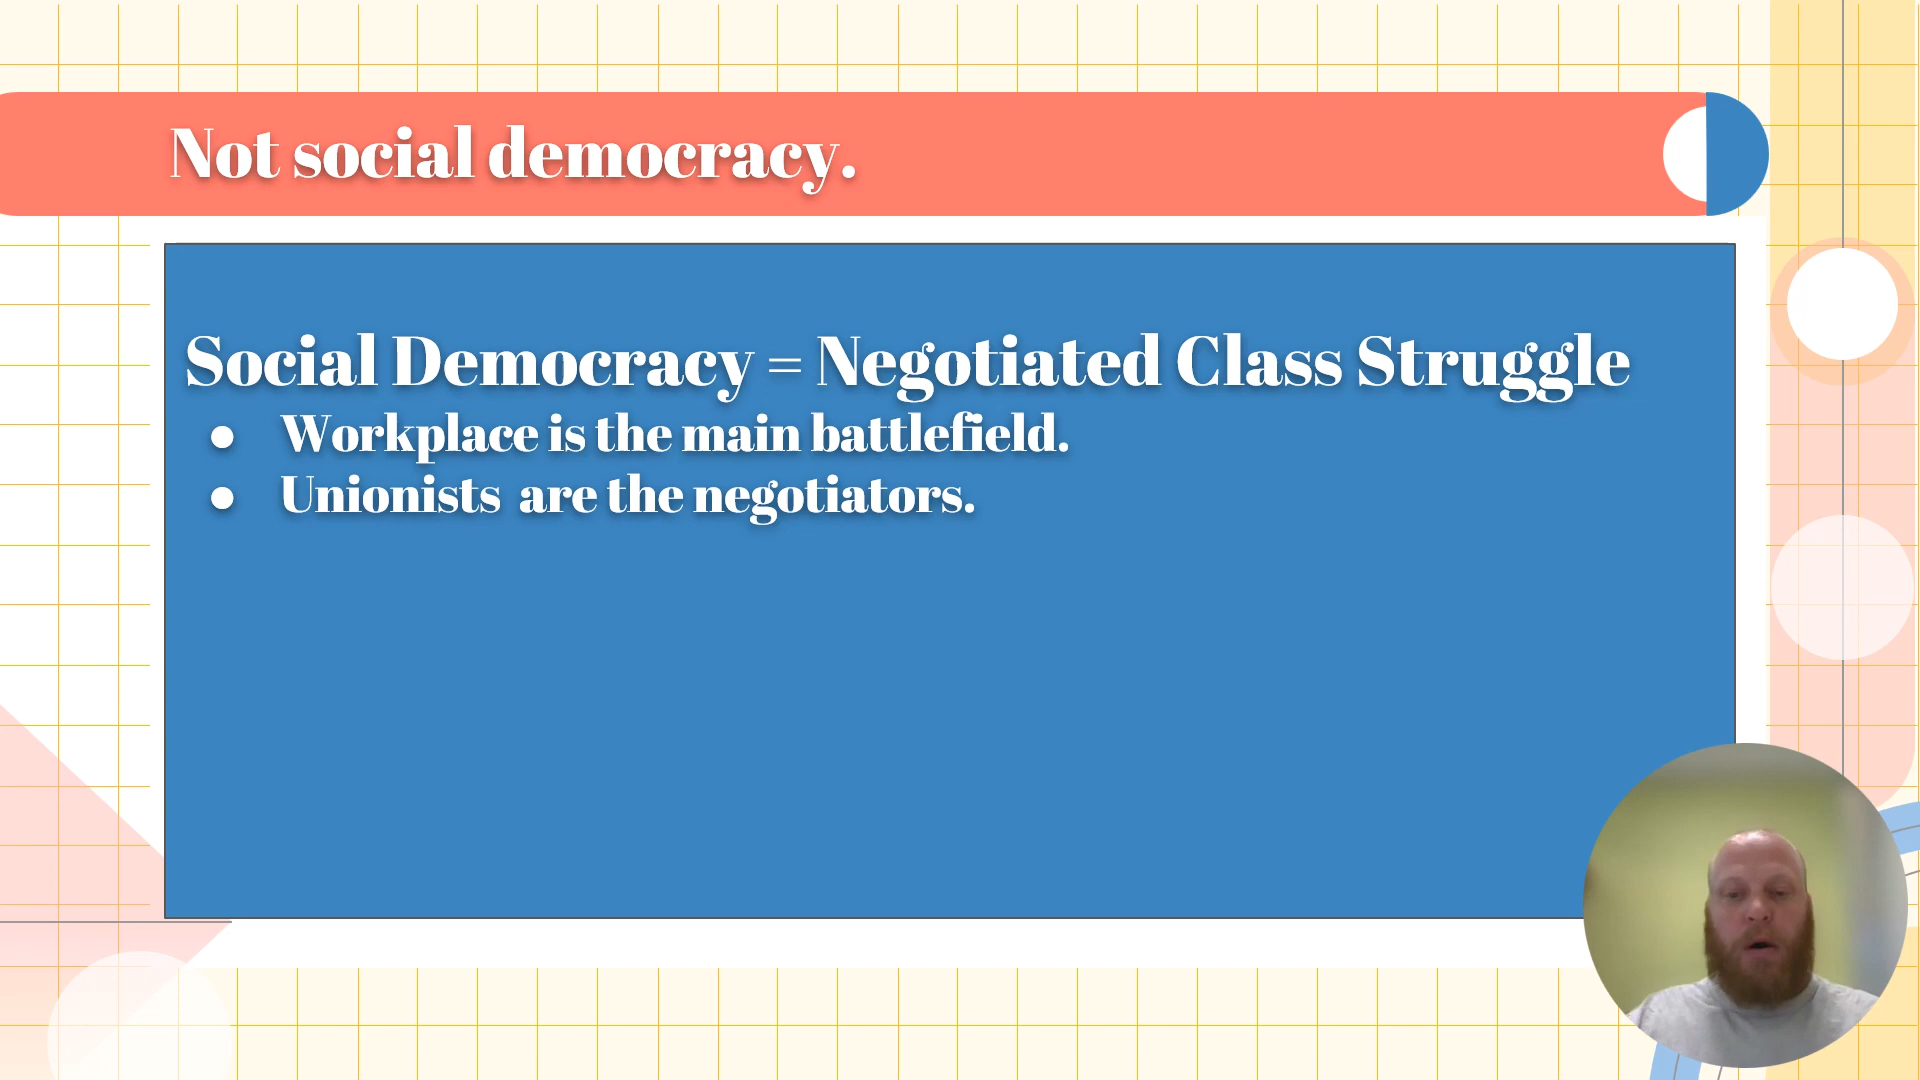 Not social democracy.
Social Democracy = Negotiated Class Struggle
● Workplace is the main battlefield.
● Unionists are the negotiators.